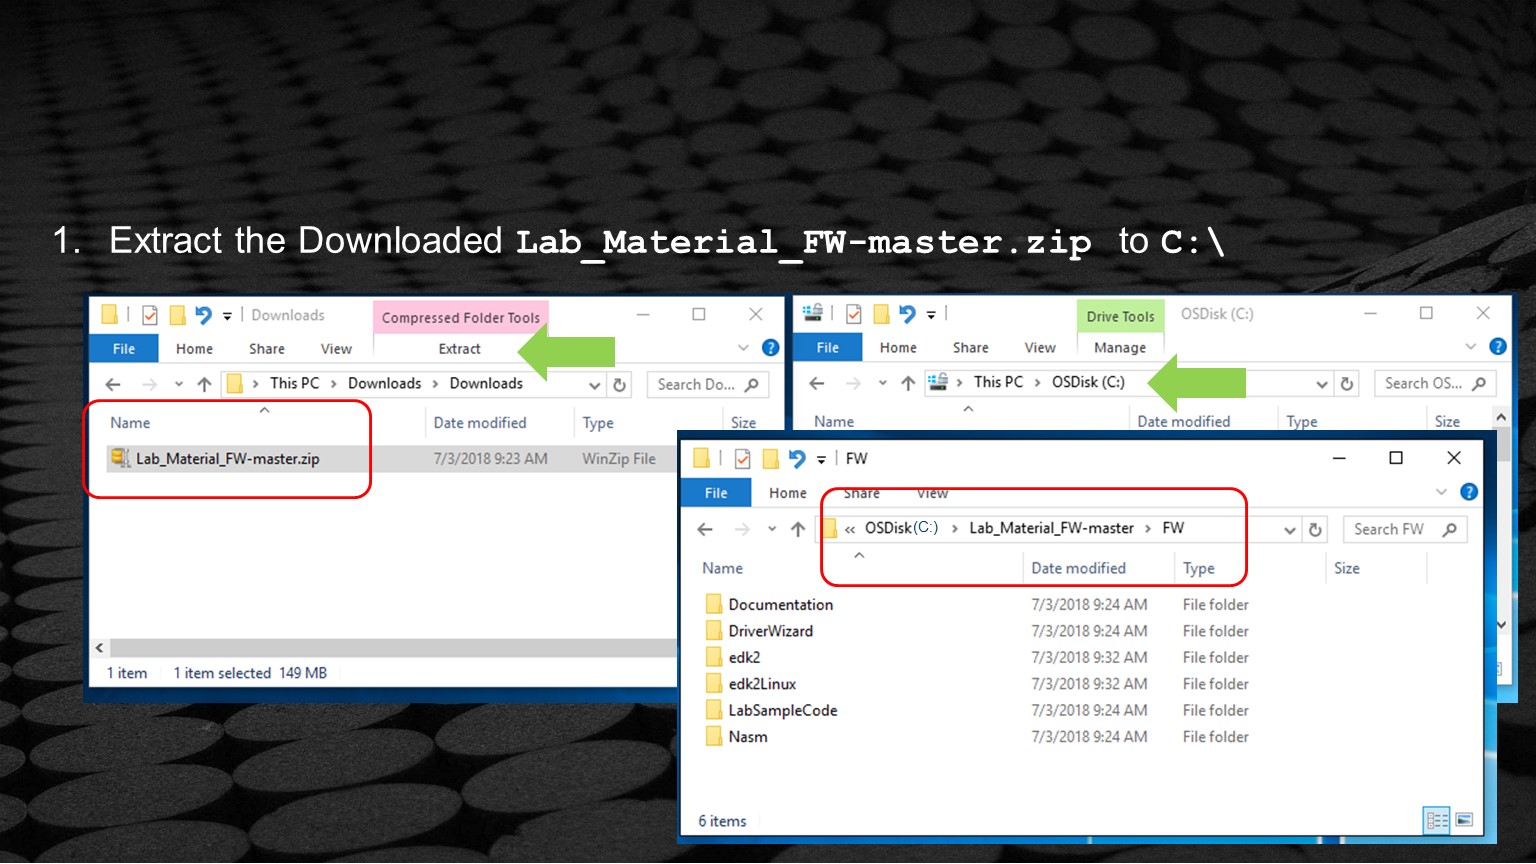 1. Extract the Downloaded Lab_Material_FW-master.zip to C:\
Downloads
Compressed Folder Tools
File Home Share View Extract
This PC > Downloads > Downloads
Search Do...
Name Date modified Type Size
Lab_Material_FW-master.zip 7/3/2018 9:23 AM WinZip File
1 item 1 item selected 149 MB
Drive Tools OSDisk (C:)
File Home Share View Manage
This PC > OSDisk (C:)
Search OS...
Name Date modified Type Size
FW
File Home Share View
« OSDisk(C:) > Lab_Material_FW-master > FW
Search FW
Name Date modified Type Size
Documentation 7/3/2018 9:24 AM File folder
DriverWizard 7/3/2018 9:24 AM File folder
edk2 7/3/2018 9:32 AM File folder
edk2Linux 7/3/2018 9:32 AM File folder
LabSampleCode 7/3/2018 9:24 AM File folder
Nasm 7/3/2018 9:24 AM File folder
6 items